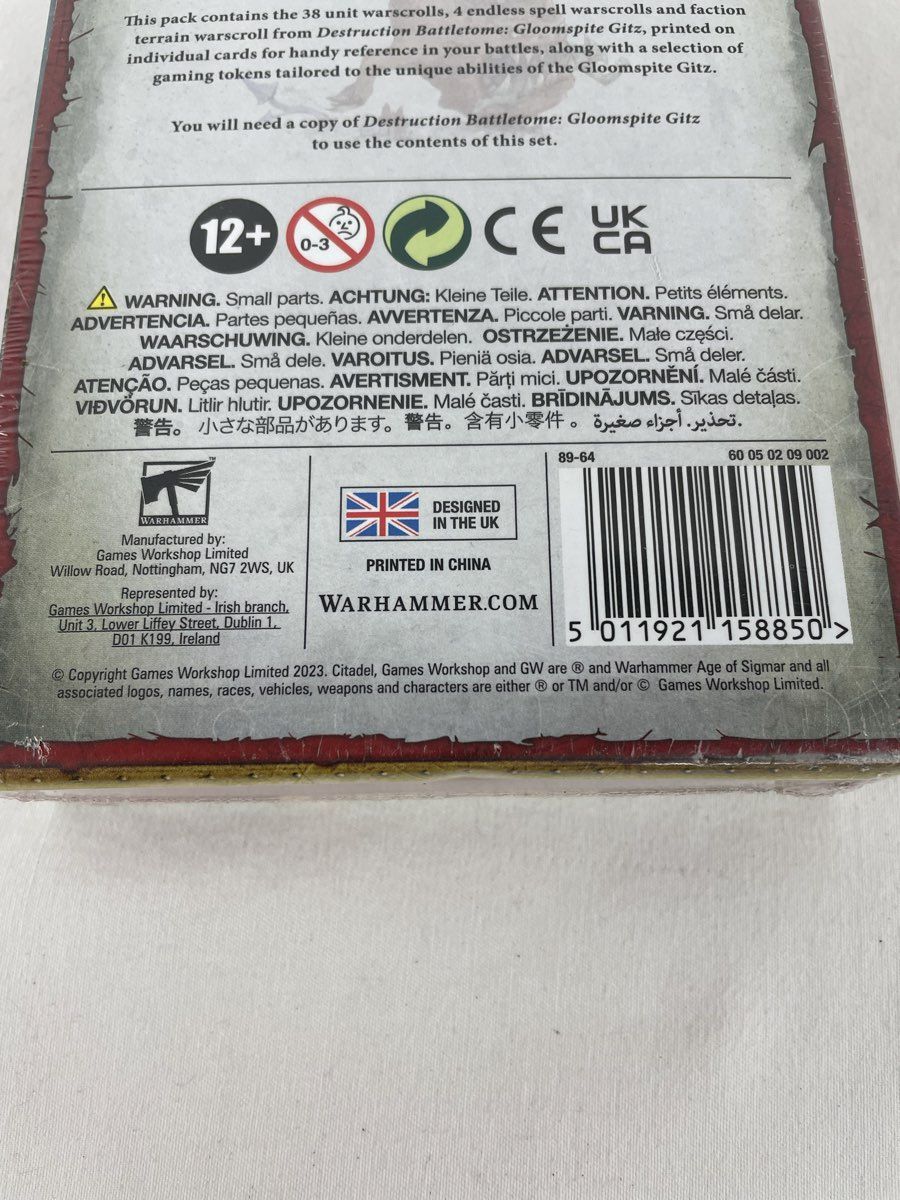 This pack contains the 38 unit warscrolls, 4 endless spell warscrolls and faction
terrain warscroll from Destruction Battletome: Gloomspite Gitz, printed on
individual cards for handy reference in your battles, along with a selection of
gaming tokens tailored to the unique abilities of the Gloomspite Gitz.
You will need a copy of Destruction Battletome: Gloomspite Gitz
to use the contents of this set.
12+ 0-3 CE UK
CA
WARNING. Small parts. ACHTUNG: Kleine Teile. ATTENTION. Petits éléments.
ADVERTENCIA. Partes pequeñas. AVVERTENZA. Piccole parti. VARNING. Små delar.
WAARSCHUWING. Kleine onderdelen. OSTRZEŻENIE. Małe części.
ADVARSEL. Små dele. VAROITUS. Pieniä osia. ADVARSEL. Små deler.
ATENÇÃO. Peças pequenas. AVERTISMENT. Părți mici. UPOZORNĚNÍ. Malé části.
VIÐVÖRUN. Litlir hlutir. UPOZORNENIE. Malé časti. BRĪDINĀJUMS. Sīkas detaļas.
警告。 小さな部品があります。警告。含有小零件 。 تحذير. أجزاء صغيرة.
WARHAMMER™
Manufactured by:
Games Workshop Limited
Willow Road, Nottingham, NG7 2WS, UK
Represented by:
Games Workshop Limited - Irish branch,
Unit 3, Lower Liffey Street, Dublin 1,
D01 K199, Ireland
DESIGNED
IN THE UK
PRINTED IN CHINA
WARHAMMER.COM
89-64 60 05 02 09 002
5 011921 158850 >
© Copyright Games Workshop Limited 2023. Citadel, Games Workshop and GW are ® and Warhammer Age of Sigmar and all
associated logos, names, races, vehicles, weapons and characters are either ® or TM and/or © Games Workshop Limited.